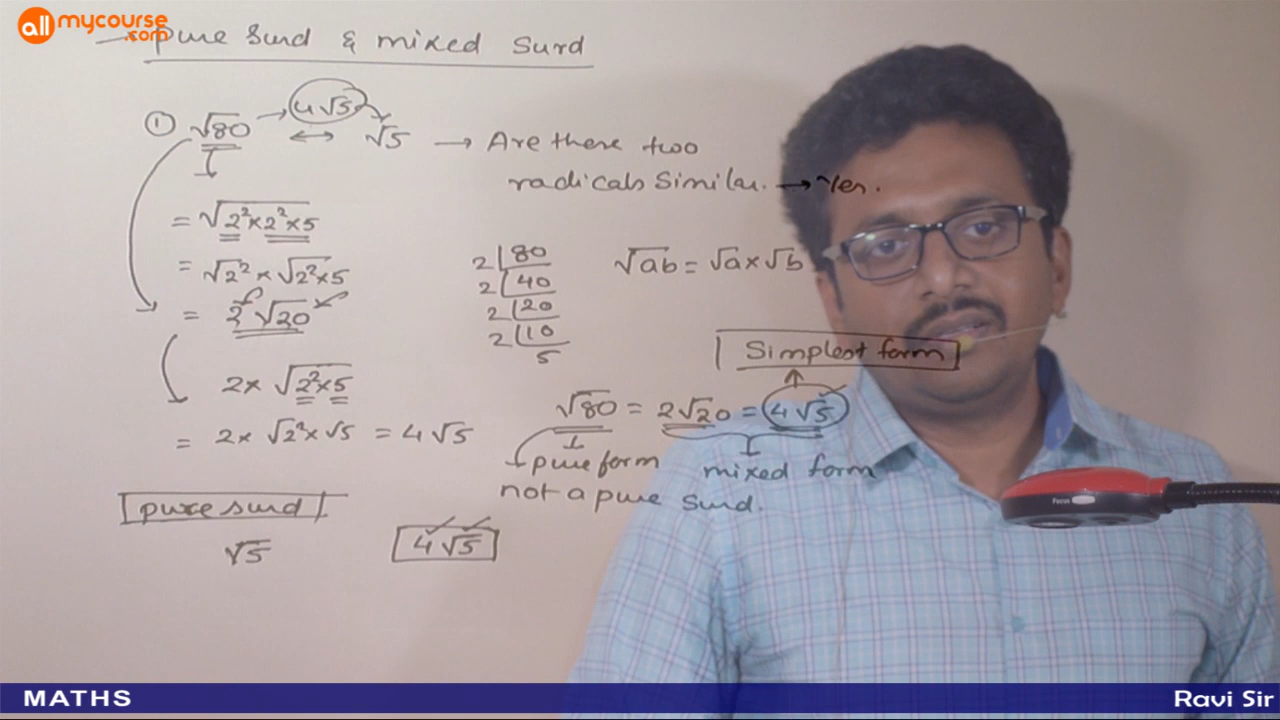 allmycourse.com
→ pure surd & mixed surd
① √80 → 4√5
↔ √5 → Are these two
radicals Similar. → Yes.
= √2²×2²×5
= √2² × √2²×5
= 2 √20
2 × √2²×5
= 2 × √2² × √5 = 4√5
2 | 80
2 | 40
2 | 20
2 | 10
5
√ab = √a × √b
Simplest form
√80 = 2√20 = 4√5
pure form mixed form
not a pure surd.
pure surd
√5 4√5
Focus
MATHS
Ravi Sir